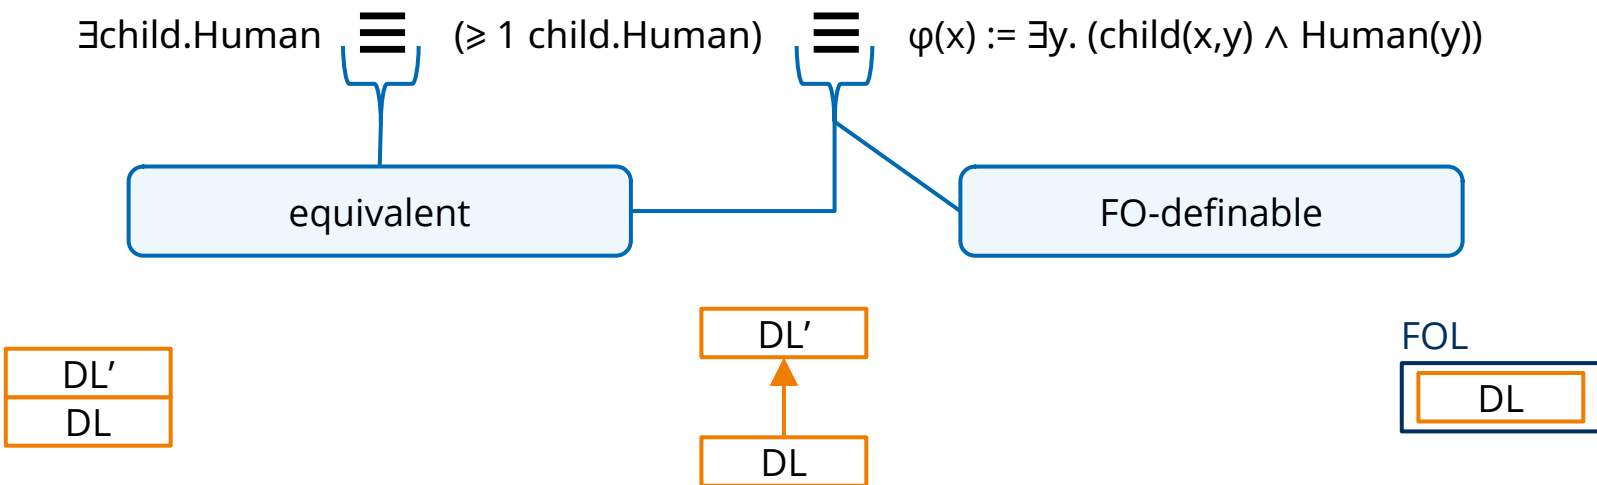 ∃child.Human ≡ (⩾ 1 child.Human) ≡ φ(x) := ∃y. (child(x,y) ∧ Human(y))
equivalent
FO-definable
DL’
DL
DL’
DL
FOL
DL